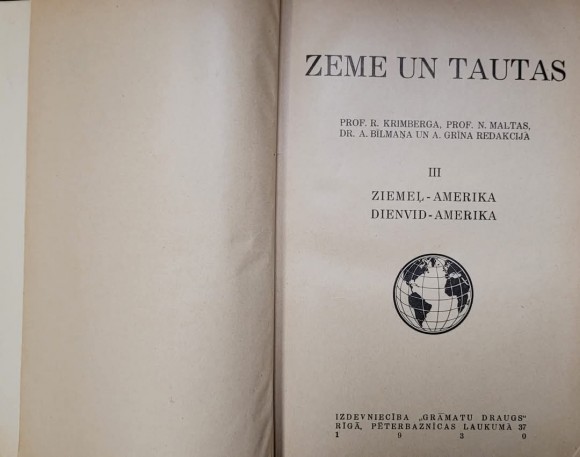 ZEME UN TAUTAS
PROF. R. KRIMBERGA, PROF. N. MALTAS,
DR. A. BĪLMAŅA UN A. GRĪNA REDAKCIJĀ
III
ZIEMEĻ-AMERIKA
DIENVID-AMERIKA
IZDEVNIECĪBA „GRĀMATU DRAUGS"
RĪGĀ, PĒTERBAZNĪCAS LAUKUMĀ 37
1 9 3 0